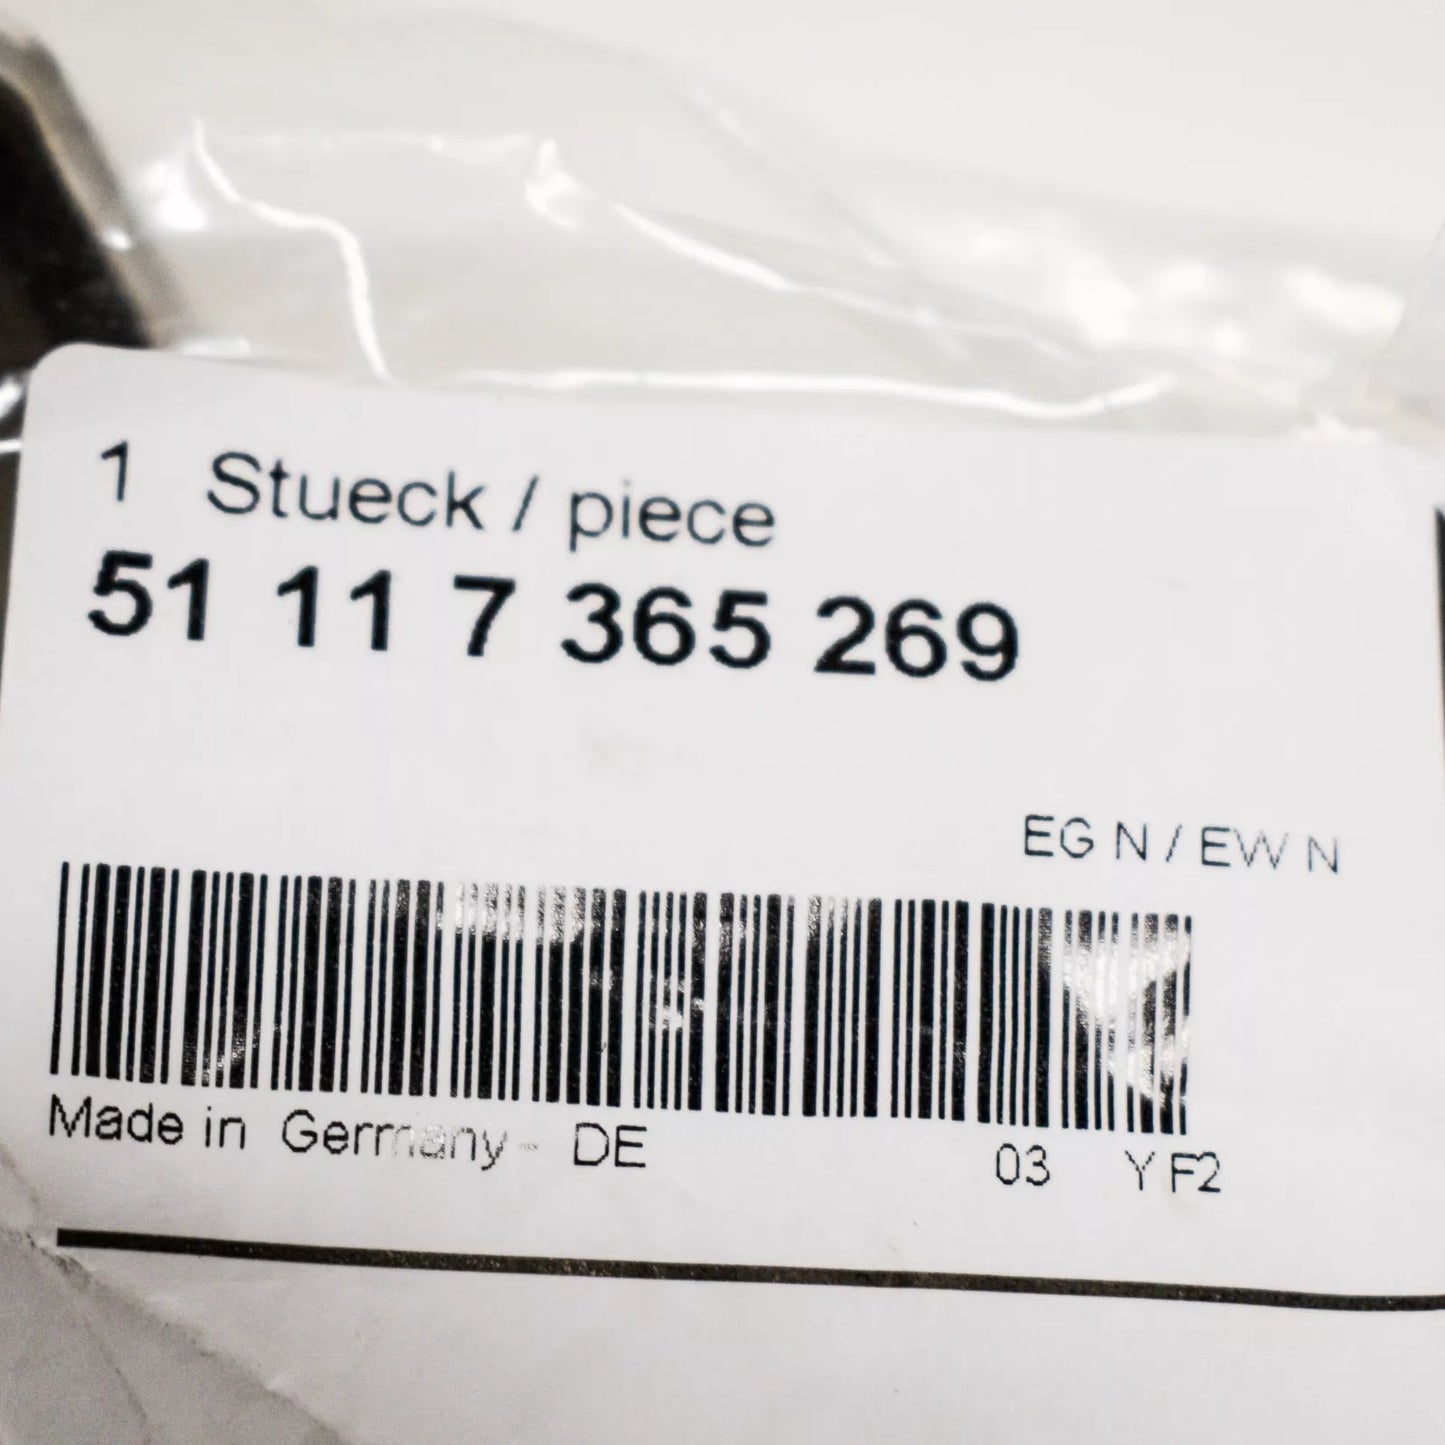 1 Stueck / piece
51 11 7 365 269
EG N / EW N
Made in Germany - DE 03 Y F2